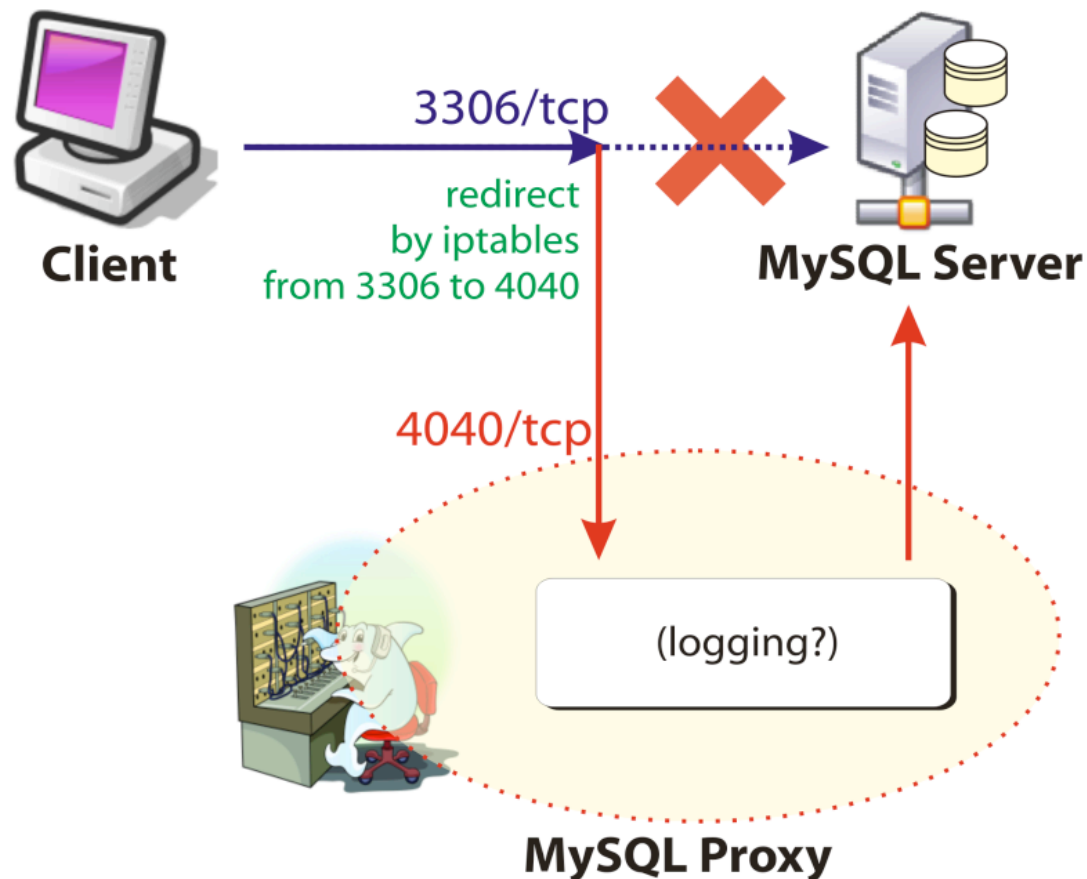 3306/tcp
redirect
by iptables
from 3306 to 4040
Client
MySQL Server
4040/tcp
(logging?)
MySQL Proxy